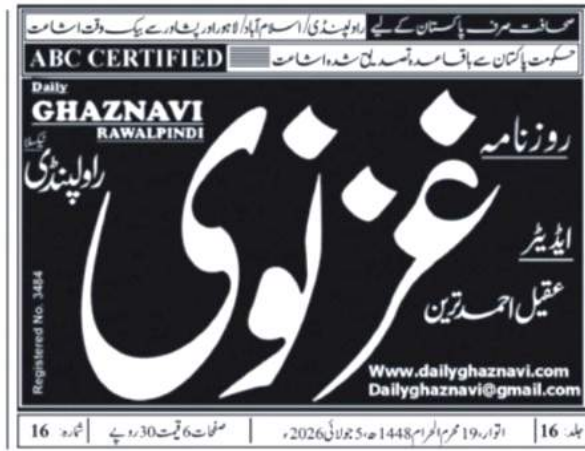 صحافت صرف پاکستان کے لیے راولپنڈی/اسلام آباد/لاہور اور پشاور سے بیک وقت اشاعت
حکومت پاکستان سے باقاعدہ تصدیق شدہ اشاعت ABC CERTIFIED
Daily
GHAZNAVI
RAWALPINDI
روزنامہ
غزنوی
ٹیکسلا
راولپنڈی
ایڈیٹر
عقیل احمد ترین
Registered No. 3484
Www.dailyghaznavi.com
Dailyghaznavi@gmail.com
جلد: 16 اتوار، 19 محرم الحرام 1448ھ، 5 جولائی 2026ء صفحات 6 قیمت 30 روپے شمارہ: 16